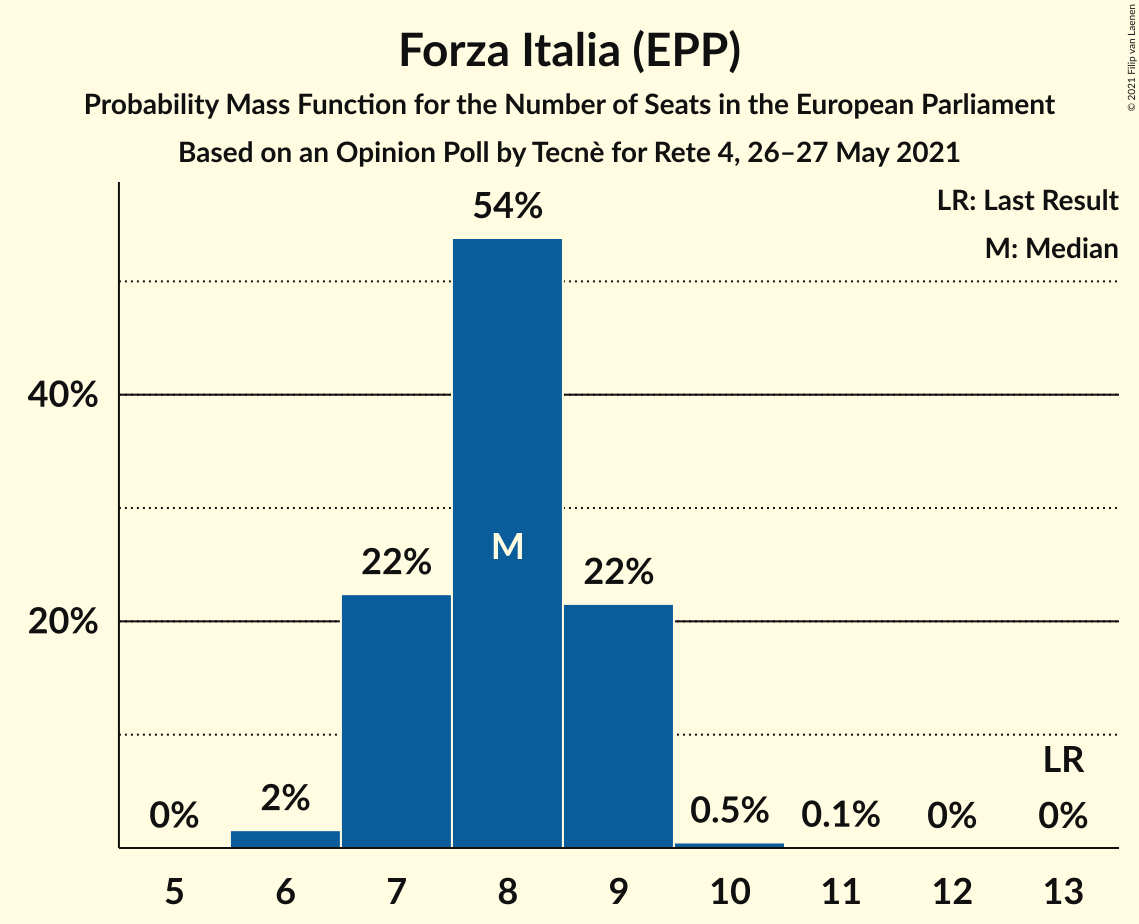 Forza Italia (EPP)
Probability Mass Function for the Number of Seats in the European Parliament
Based on an Opinion Poll by Tecnè for Rete 4, 26–27 May 2021
© 2021 Filip van Laenen
LR: Last Result
M: Median
54%
40%
M
22%
22%
20%
LR
0%
2%
0.5%
0.1%
0%
0%
5 6 7 8 9 10 11 12 13